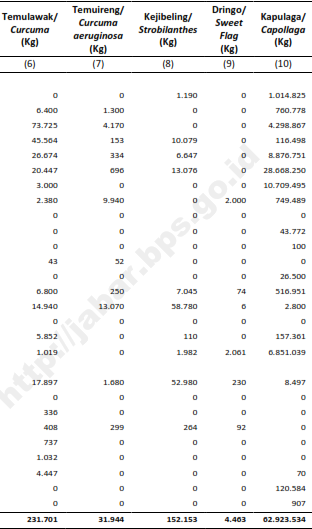 Temulawak/ Curcuma (Kg) Temuireng/ Curcuma aeruginosa (Kg) Kejibeling/ Strobilanthes (Kg) Dringo/ Sweet Flag (Kg) Kapulaga/ Capollaga (Kg)
(6) (7) (8) (9) (10)
0 0 1.190 0 1.014.825
6.400 1.300 0 0 760.778
73.725 4.170 0 0 4.298.867
45.564 153 10.079 0 116.498
26.674 334 6.647 0 8.876.751
20.447 696 13.076 0 28.668.250
3.000 0 0 0 10.709.495
2.380 9.940 0 2.000 749.489
0 0 0 0 0
0 0 0 0 43.772
0 0 0 0 100
43 52 0 0 0
0 0 0 0 26.500
6.800 250 7.045 74 516.951
14.940 13.070 58.780 6 2.800
0 0 0 0 0
5.852 0 110 0 157.361
1.019 0 1.982 2.061 6.851.039
17.897 1.680 52.980 230 8.497
0 0 0 0 0
336 0 0 0 0
408 299 264 92 0
737 0 0 0 0
1.032 0 0 0 0
4.447 0 0 0 70
0 0 0 0 120.584
0 0 0 0 907
231.701 31.944 152.153 4.463 62.923.534
http://jabar.bps.go.id